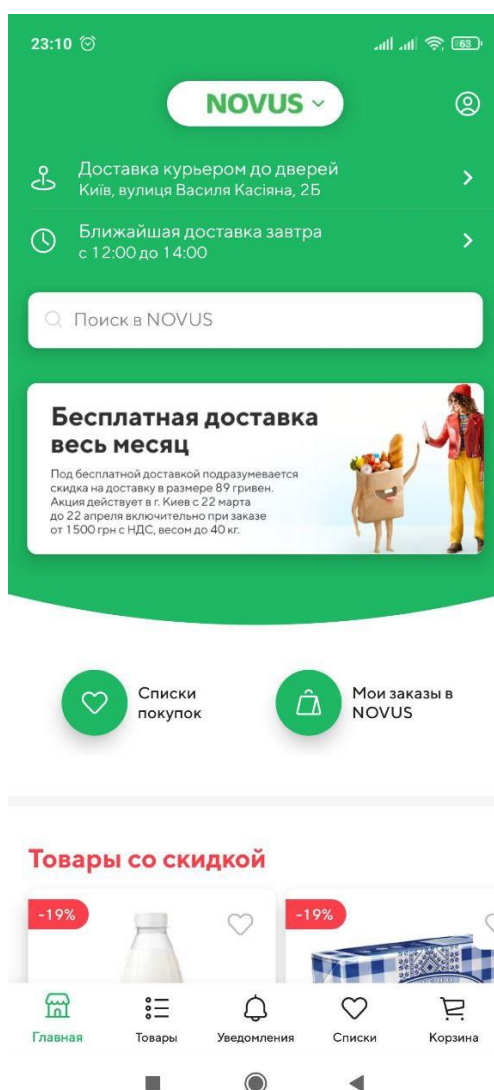 23:10
63
NOVUS
Доставка курьером до дверей
Київ, вулиця Василя Касіяна, 2Б
Ближайшая доставка завтра
с 12:00 до 14:00
Поиск в NOVUS
Бесплатная доставка
весь месяц
Под бесплатной доставкой подразумевается
скидка на доставку в размере 89 гривен.
Акция действует в г. Киев с 22 марта
до 22 апреля включительно при заказе
от 1500 грн с НДС, весом до 40 кг.
Списки
покупок
Мои заказы в
NOVUS
Товары со скидкой
-19%
-19%
Главная
Товары
Уведомления
Списки
Корзина